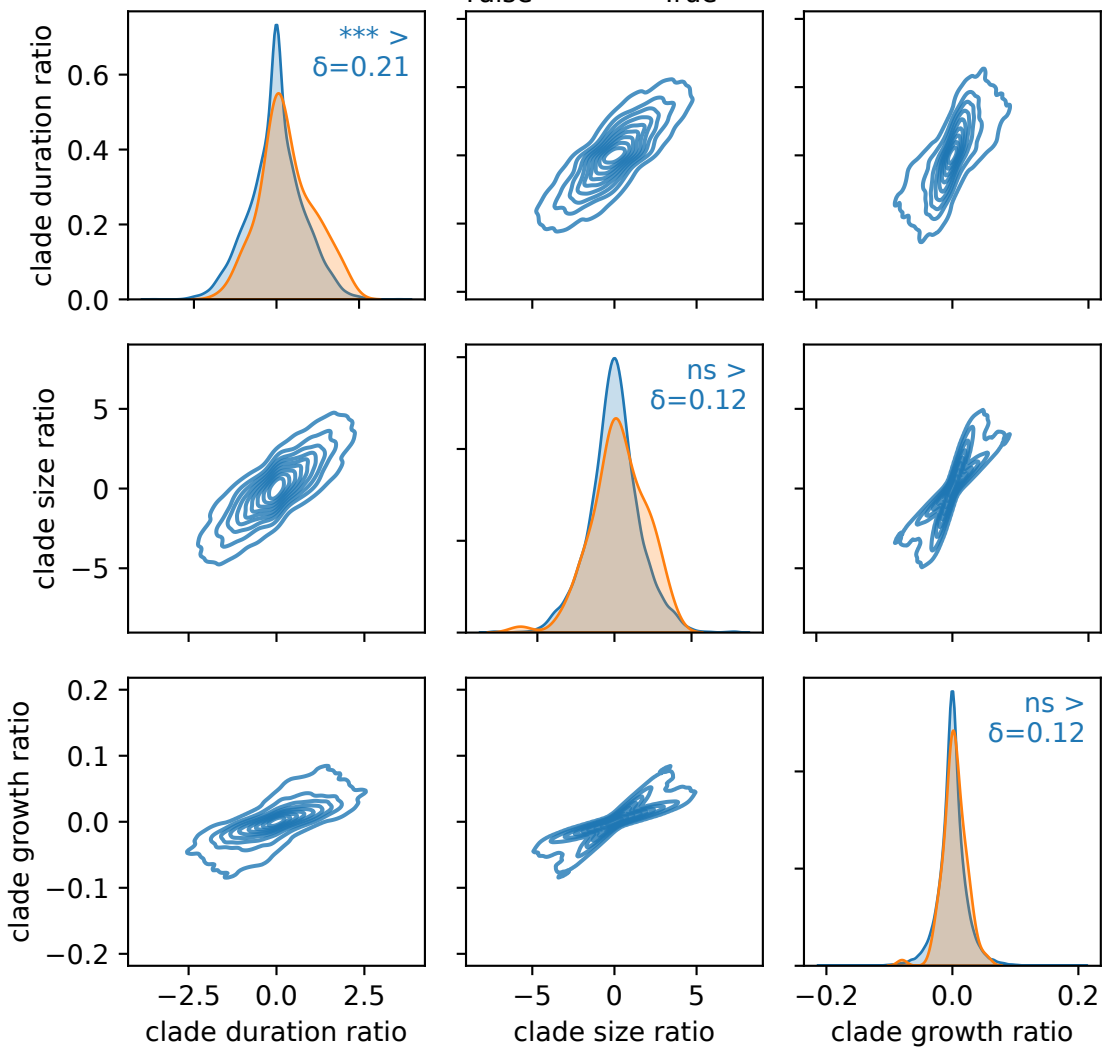 clade duration ratio
0.6
0.4
0.2
0.0
*** >
δ=0.21
clade size ratio
5
0
−5
ns >
δ=0.12
clade growth ratio
0.2
0.1
0.0
−0.1
−0.2
ns >
δ=0.12
−2.5 0.0 2.5
−5 0 5
−0.2 0.0 0.2
clade duration ratio
clade size ratio
clade growth ratio